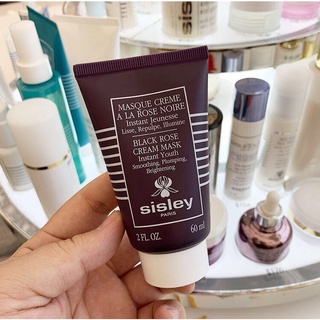 MASQUE CREME
A LA ROSE NOIRE
Instant Jeunesse
Lisse, Repulpe, Illumine
BLACK ROSE
CREAM MASK
Instant Youth
Smoothing, Plumping,
Brightening
sisley
PARIS
2 FL.OZ 60 ml